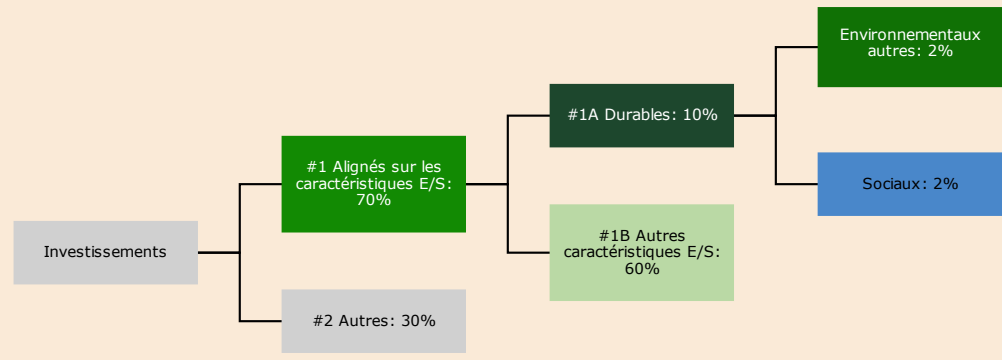 Investissements
#1 Alignés sur les
caractéristiques E/S:
70%
#2 Autres: 30%
#1A Durables: 10%
#1B Autres
caractéristiques E/S:
60%
Environnementaux
autres: 2%
Sociaux: 2%